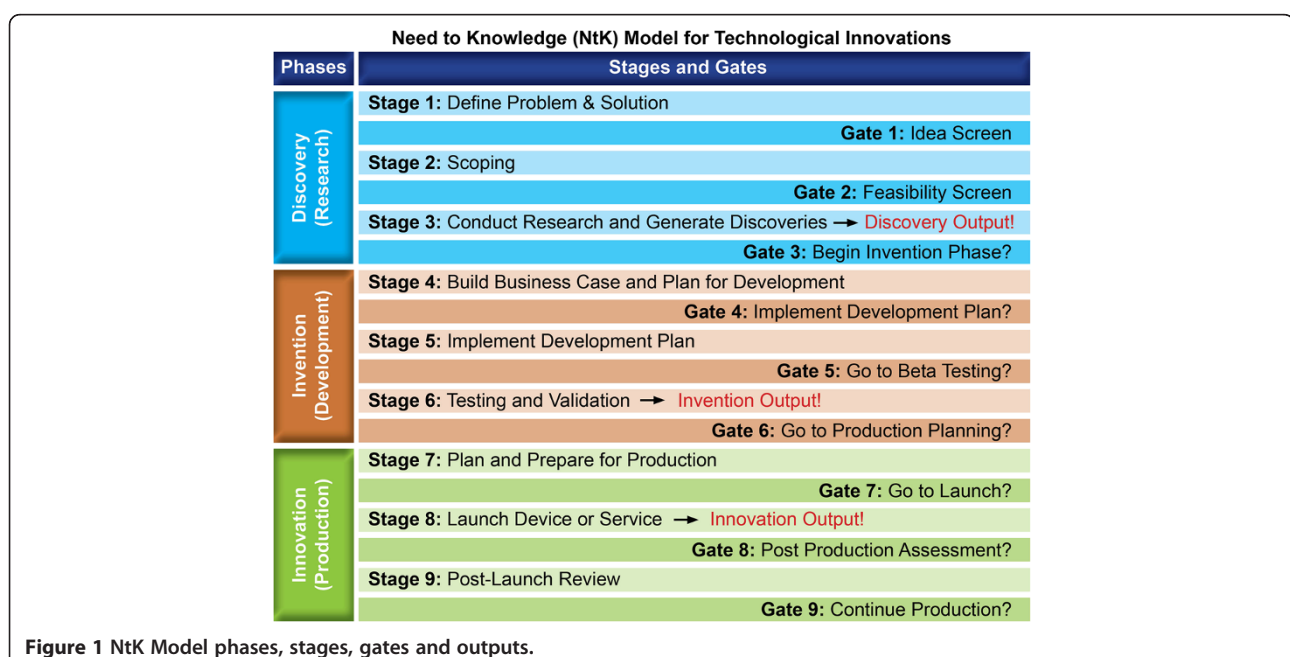 Need to Knowledge (NtK) Model for Technological Innovations
Phases
Stages and Gates
Discovery
(Research)
Stage 1: Define Problem & Solution
Gate 1: Idea Screen
Stage 2: Scoping
Gate 2: Feasibility Screen
Stage 3: Conduct Research and Generate Discoveries → Discovery Output!
Gate 3: Begin Invention Phase?
Invention
(Development)
Stage 4: Build Business Case and Plan for Development
Gate 4: Implement Development Plan?
Stage 5: Implement Development Plan
Gate 5: Go to Beta Testing?
Stage 6: Testing and Validation → Invention Output!
Gate 6: Go to Production Planning?
Innovation
(Production)
Stage 7: Plan and Prepare for Production
Gate 7: Go to Launch?
Stage 8: Launch Device or Service → Innovation Output!
Gate 8: Post Production Assessment?
Stage 9: Post-Launch Review
Gate 9: Continue Production?
Figure 1 NtK Model phases, stages, gates and outputs.